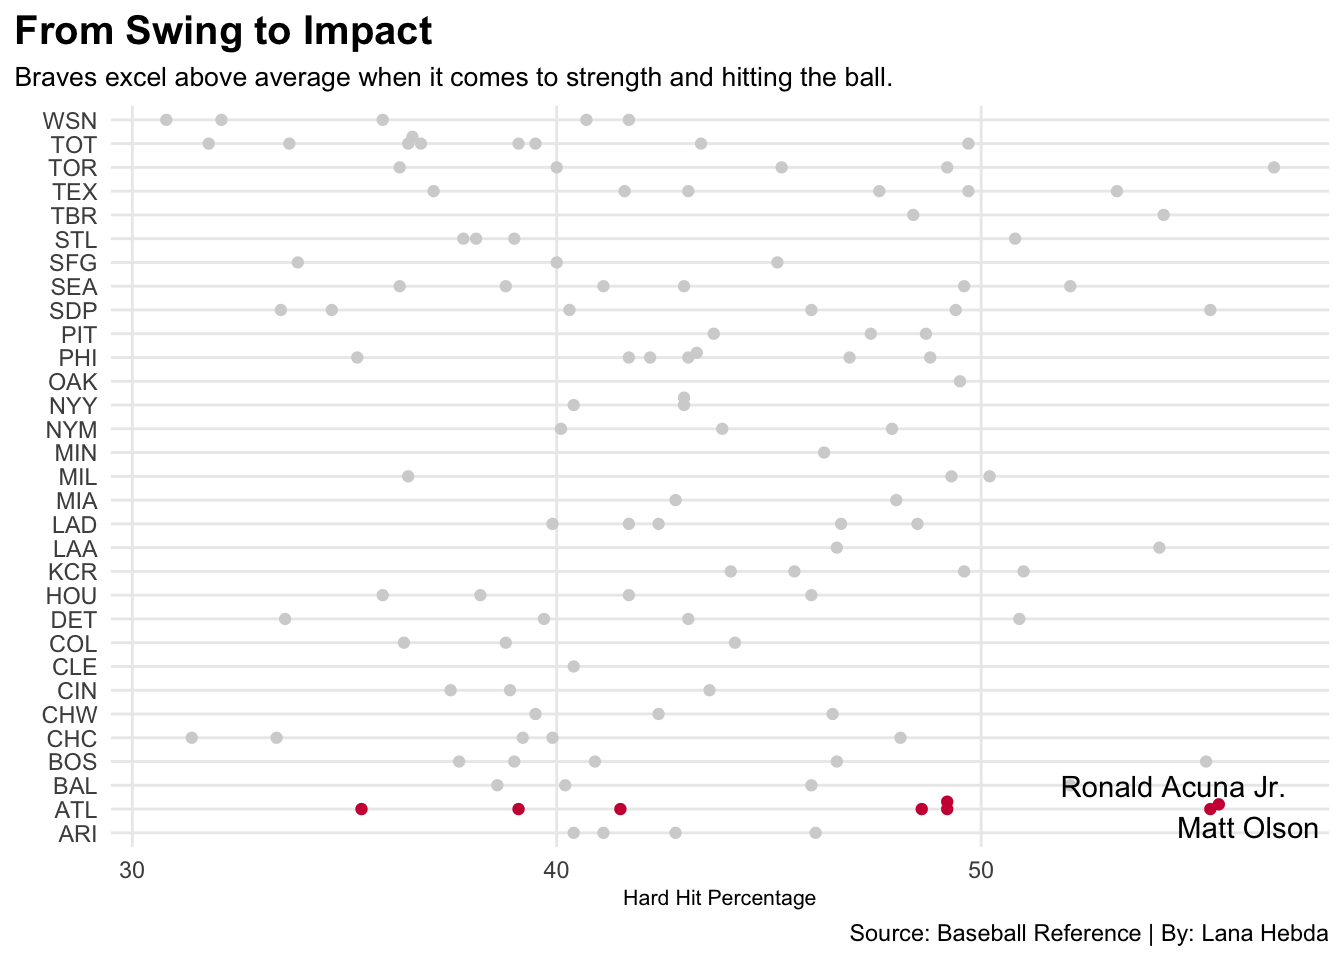 From Swing to Impact
Braves excel above average when it comes to strength and hitting the ball.
WSN
TOT
TOR
TEX
TBR
STL
SFG
SEA
SDP
PIT
PHI
OAK
NYY
NYM
MIN
MIL
MIA
LAD
LAA
KCR
HOU
DET
COL
CLE
CIN
CHW
CHC
BOS
BAL
Ronald Acuna Jr.
ATL
Matt Olson
ARI
30 40 50
Hard Hit Percentage
Source: Baseball Reference | By: Lana Hebda